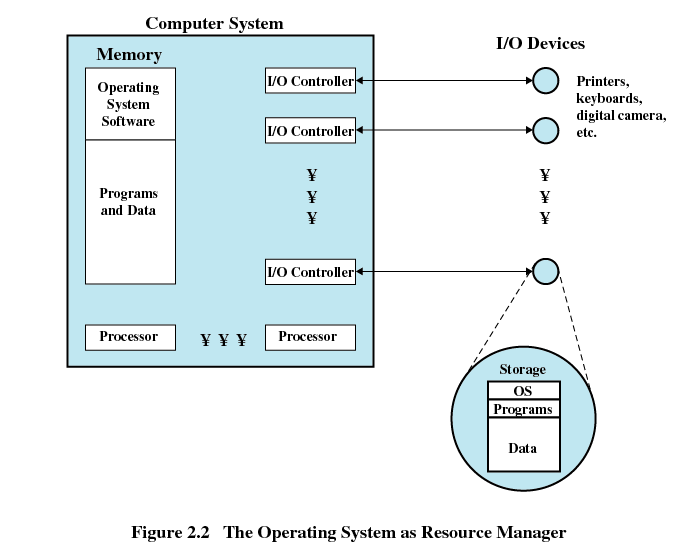 Computer System
I/O Devices
Memory
Operating
System
Software
I/O Controller
Printers,
keyboards,
digital camera,
etc.
I/O Controller
Programs
and Data
¥
¥
¥
¥
¥
¥
I/O Controller
Processor
¥ ¥ ¥
Processor
Storage
OS
Programs
Data
Figure 2.2 The Operating System as Resource Manager